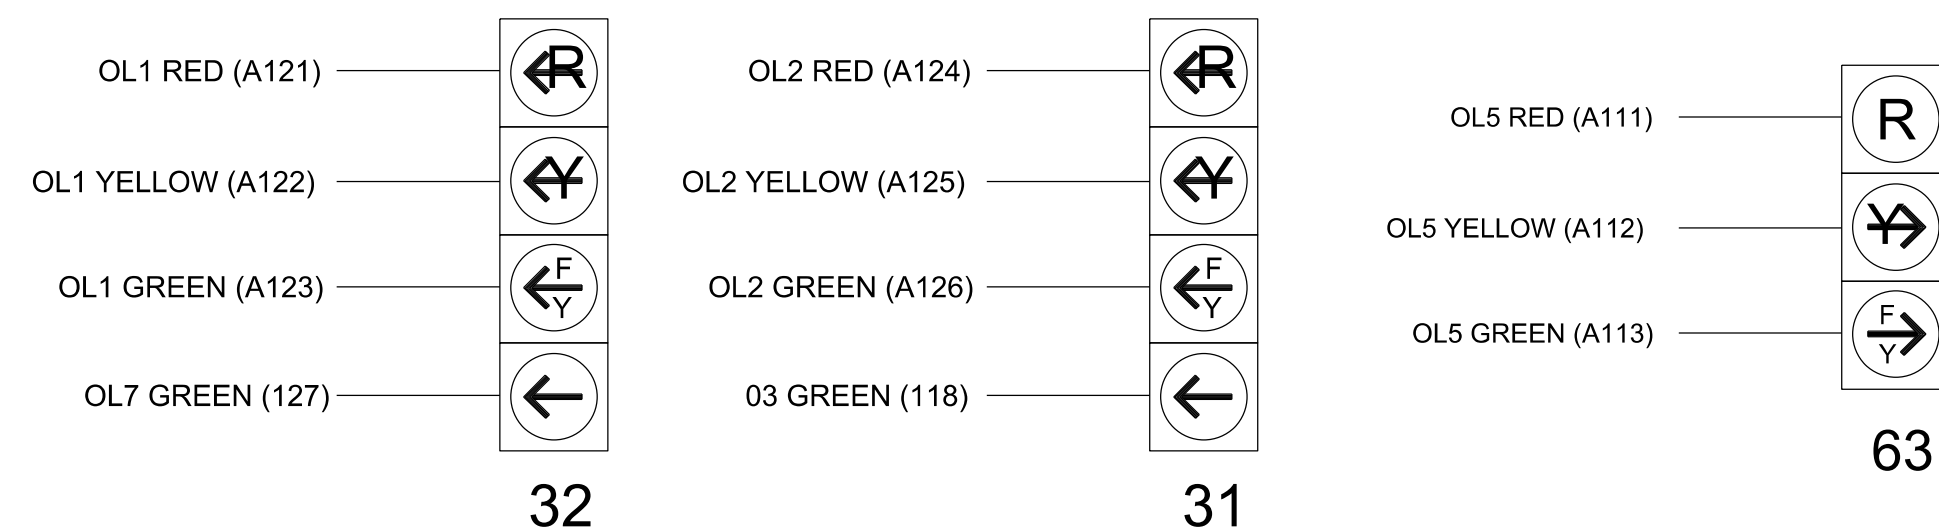 OL1 RED (A121)
R
OL1 YELLOW (A122)
Y
OL1 GREEN (A123)
F
Y
OL7 GREEN (127)
32
OL2 RED (A124)
R
OL2 YELLOW (A125)
Y
OL2 GREEN (A126)
F
Y
03 GREEN (118)
31
OL5 RED (A111)
R
OL5 YELLOW (A112)
Y
OL5 GREEN (A113)
F
Y
63